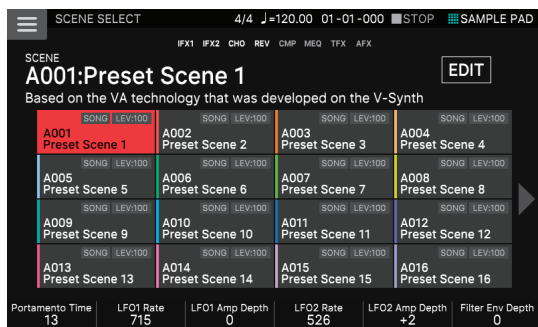 SCENE SELECT 4/4 ♩=120.00 01-01-000 STOP SAMPLE PAD
IFX1 IFX2 CHO REV CMP MEQ TFX AFX
SCENE
A001:Preset Scene 1
EDIT
Based on the VA technology that was developed on the V-Synth
SONG LEV:100 SONG LEV:100 SONG LEV:100 SONG LEV:100
A001 A002 A003 A004
Preset Scene 1 Preset Scene 2 Preset Scene 3 Preset Scene 4
SONG LEV:100 SONG LEV:100 SONG LEV:100 SONG LEV:100
A005 A006 A007 A008
Preset Scene 5 Preset Scene 6 Preset Scene 7 Preset Scene 8
SONG LEV:100 SONG LEV:100 SONG LEV:100 SONG LEV:100
A009 A010 A011 A012
Preset Scene 9 Preset Scene 10 Preset Scene 11 Preset Scene 12
SONG LEV:100 SONG LEV:100 SONG LEV:100 SONG LEV:100
A013 A014 A015 A016
Preset Scene 13 Preset Scene 14 Preset Scene 15 Preset Scene 16
Portamento Time LFO1 Rate LFO1 Amp Depth LFO2 Rate LFO2 Amp Depth Filter Env Depth
13 715 0 526 +2 0